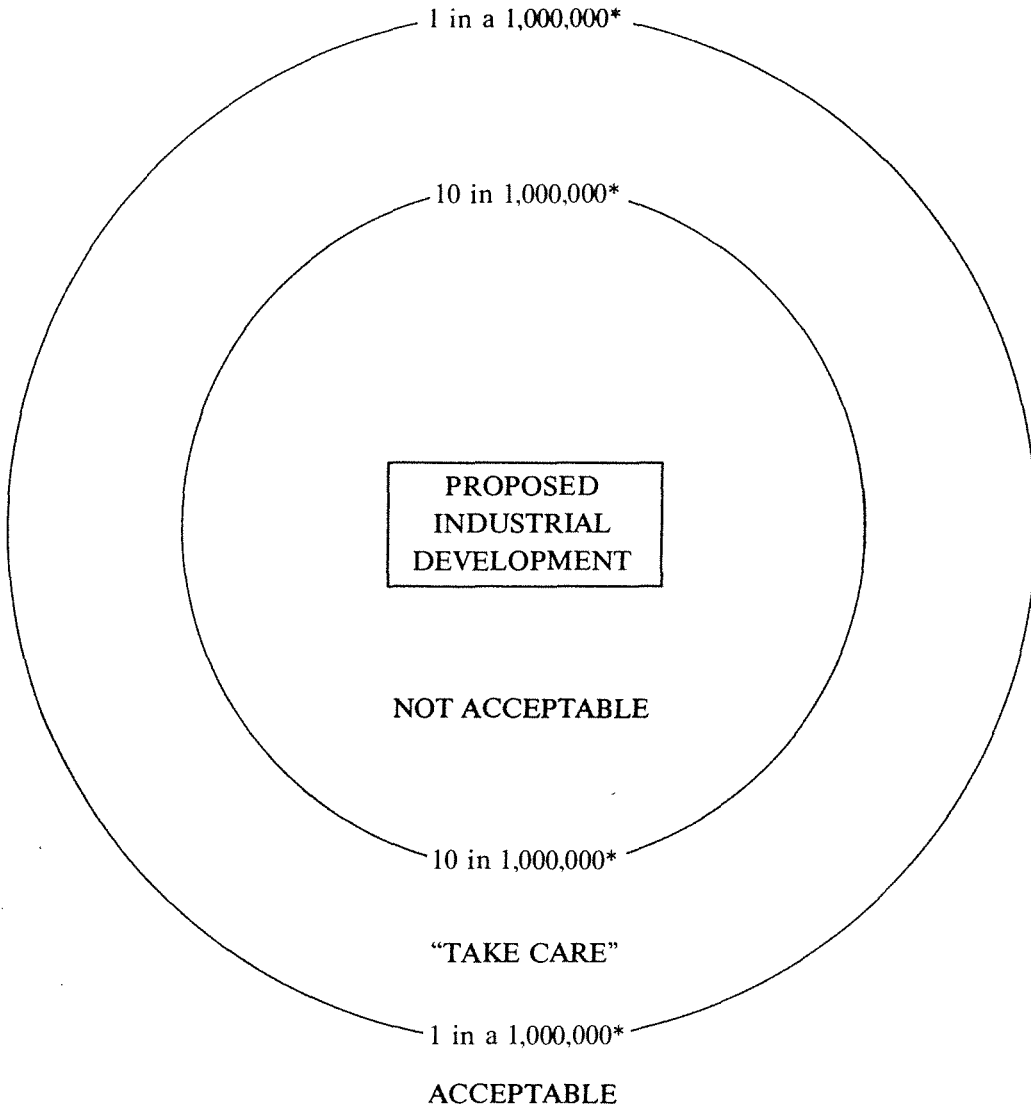 1 in a 1,000,000*
10 in 1,000,000*
PROPOSED
INDUSTRIAL
DEVELOPMENT
NOT ACCEPTABLE
10 in 1,000,000*
“TAKE CARE”
1 in a 1,000,000*
ACCEPTABLE